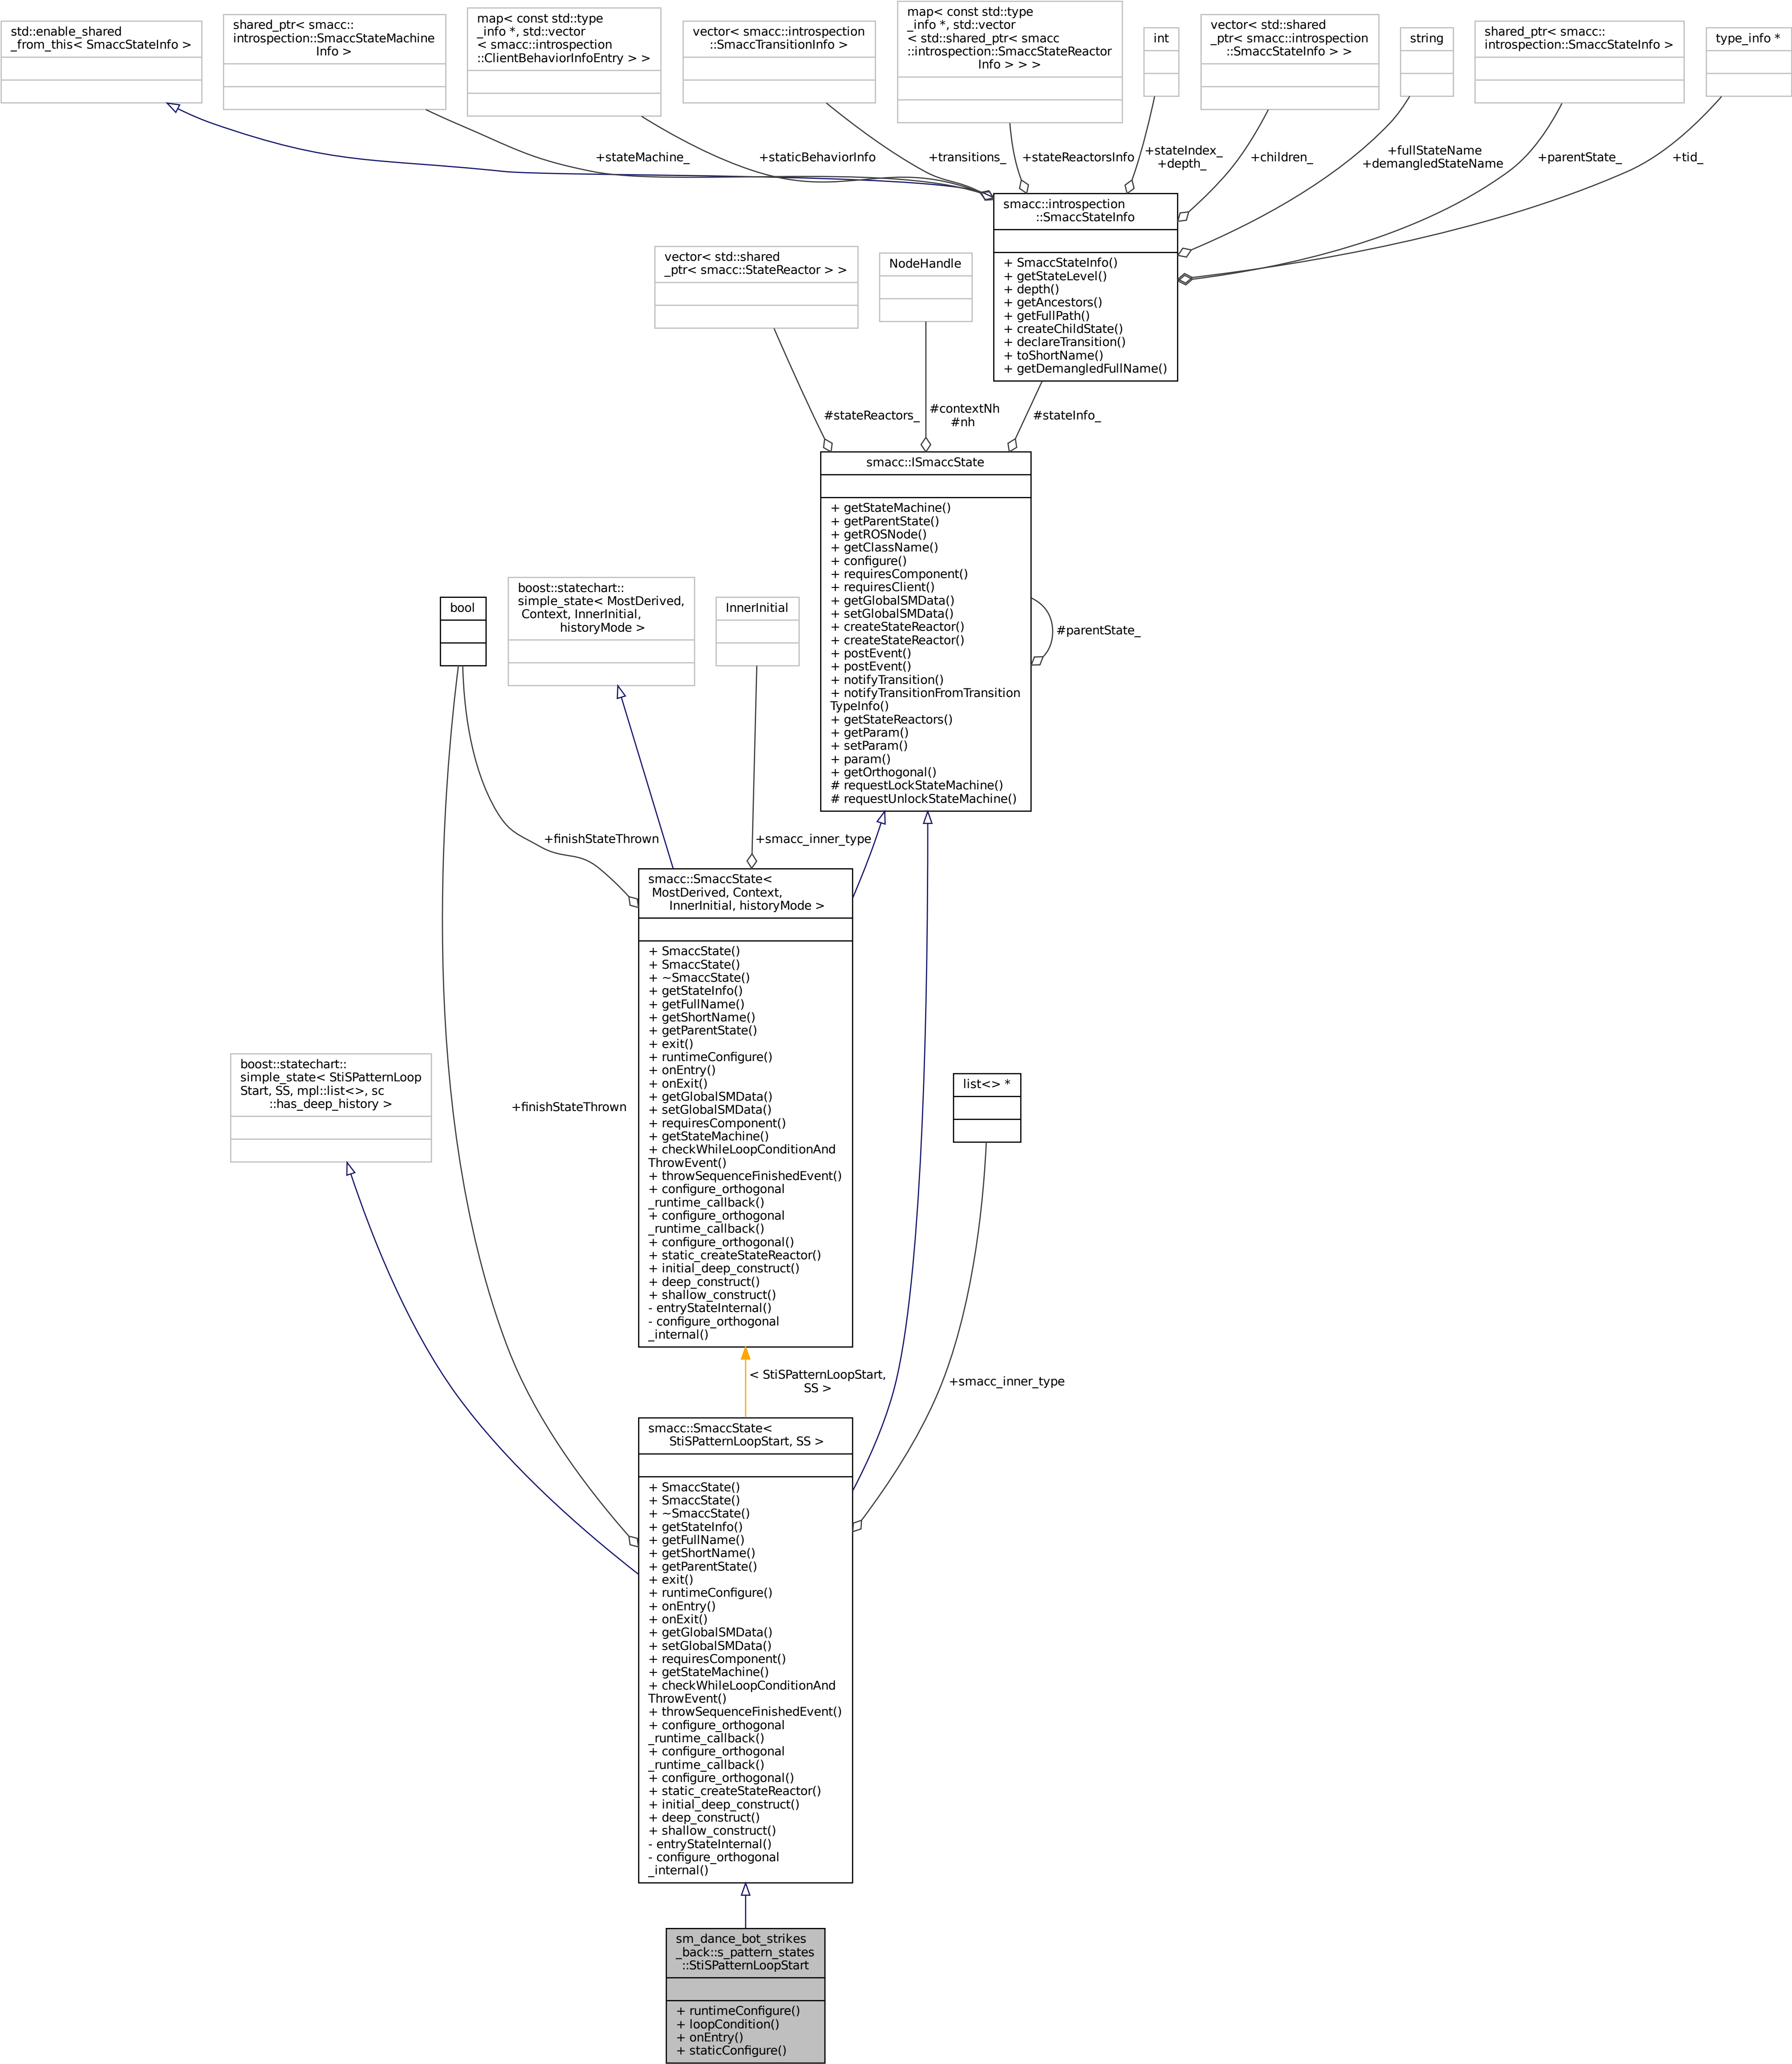 std::enable_shared
_from_this< SmaccStateInfo >
shared_ptr< smacc::
introspection::SmaccStateMachine
Info >
map< const std::type
_info *, std::vector
< smacc::introspection
::ClientBehaviorInfoEntry > >
vector< smacc::introspection
::SmaccTransitionInfo >
map< const std::type
_info *, std::vector
< std::shared_ptr< smacc
::introspection::SmaccStateReactor
Info > > >
int
vector< std::shared
_ptr< smacc::introspection
::SmaccStateInfo > >
string
shared_ptr< smacc::
introspection::SmaccStateInfo >
type_info *
+stateMachine_
+staticBehaviorInfo
+transitions_
+stateReactorsInfo
+stateIndex_
+depth_
+children_
+fullStateName
+demangledStateName
+parentState_
+tid_
smacc::introspection
::SmaccStateInfo
+ SmaccStateInfo()
+ getStateLevel()
+ depth()
+ getAncestors()
+ getFullPath()
+ createChildState()
+ declareTransition()
+ toShortName()
+ getDemangledFullName()
vector< std::shared
_ptr< smacc::StateReactor > >
NodeHandle
#stateReactors_
#contextNh
#nh
#stateInfo_
smacc::ISmaccState
+ getStateMachine()
+ getParentState()
+ getROSNode()
+ getClassName()
+ configure()
+ requiresComponent()
+ requiresClient()
+ getGlobalSMData()
+ setGlobalSMData()
+ createStateReactor()
+ createStateReactor()
+ postEvent()
+ postEvent()
+ notifyTransition()
+ notifyTransitionFromTransition
TypeInfo()
+ getStateReactors()
+ getParam()
+ setParam()
+ param()
+ getOrthogonal()
# requestLockStateMachine()
# requestUnlockStateMachine()
#parentState_
bool
boost::statechart::
simple_state< MostDerived,
Context, InnerInitial,
historyMode >
InnerInitial
+finishStateThrown
+smacc_inner_type
smacc::SmaccState<
MostDerived, Context,
InnerInitial, historyMode >
+ SmaccState()
+ SmaccState()
+ ~SmaccState()
+ getStateInfo()
+ getFullName()
+ getShortName()
+ getParentState()
+ exit()
+ runtimeConfigure()
+ onEntry()
+ onExit()
+ getGlobalSMData()
+ setGlobalSMData()
+ requiresComponent()
+ getStateMachine()
+ checkWhileLoopConditionAnd
ThrowEvent()
+ throwSequenceFinishedEvent()
+ configure_orthogonal
_runtime_callback()
+ configure_orthogonal
_runtime_callback()
+ configure_orthogonal()
+ static_createStateReactor()
+ initial_deep_construct()
+ deep_construct()
+ shallow_construct()
- entryStateInternal()
- configure_orthogonal
_internal()
boost::statechart::
simple_state< StiSPatternLoop
Start, SS, mpl::list<>, sc
::has_deep_history >
+finishStateThrown
list<> *
< StiSPatternLoopStart,
SS >
+smacc_inner_type
smacc::SmaccState<
StiSPatternLoopStart, SS >
+ SmaccState()
+ SmaccState()
+ ~SmaccState()
+ getStateInfo()
+ getFullName()
+ getShortName()
+ getParentState()
+ exit()
+ runtimeConfigure()
+ onEntry()
+ onExit()
+ getGlobalSMData()
+ setGlobalSMData()
+ requiresComponent()
+ getStateMachine()
+ checkWhileLoopConditionAnd
ThrowEvent()
+ throwSequenceFinishedEvent()
+ configure_orthogonal
_runtime_callback()
+ configure_orthogonal
_runtime_callback()
+ configure_orthogonal()
+ static_createStateReactor()
+ initial_deep_construct()
+ deep_construct()
+ shallow_construct()
- entryStateInternal()
- configure_orthogonal
_internal()
sm_dance_bot_strikes
_back::s_pattern_states
::StiSPatternLoopStart
+ runtimeConfigure()
+ loopCondition()
+ onEntry()
+ staticConfigure()